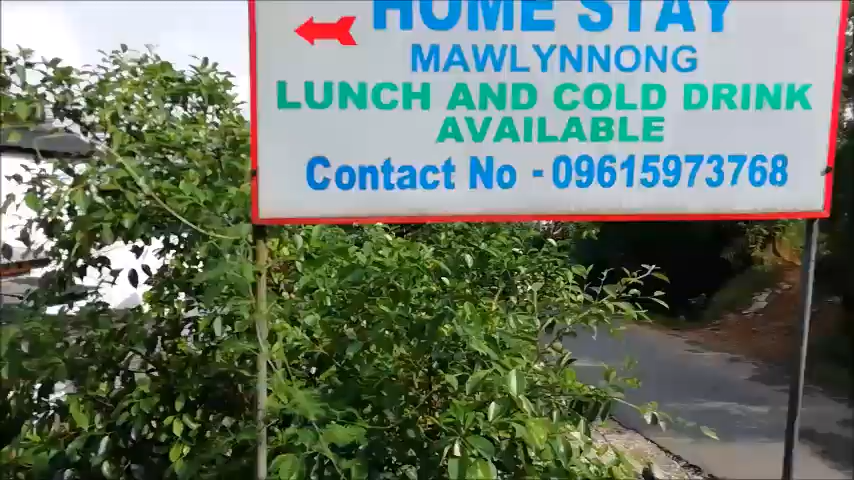 HOME STAY
MAWLYNNONG
LUNCH AND COLD DRINK
AVAILABLE
Contact No - 09615973768